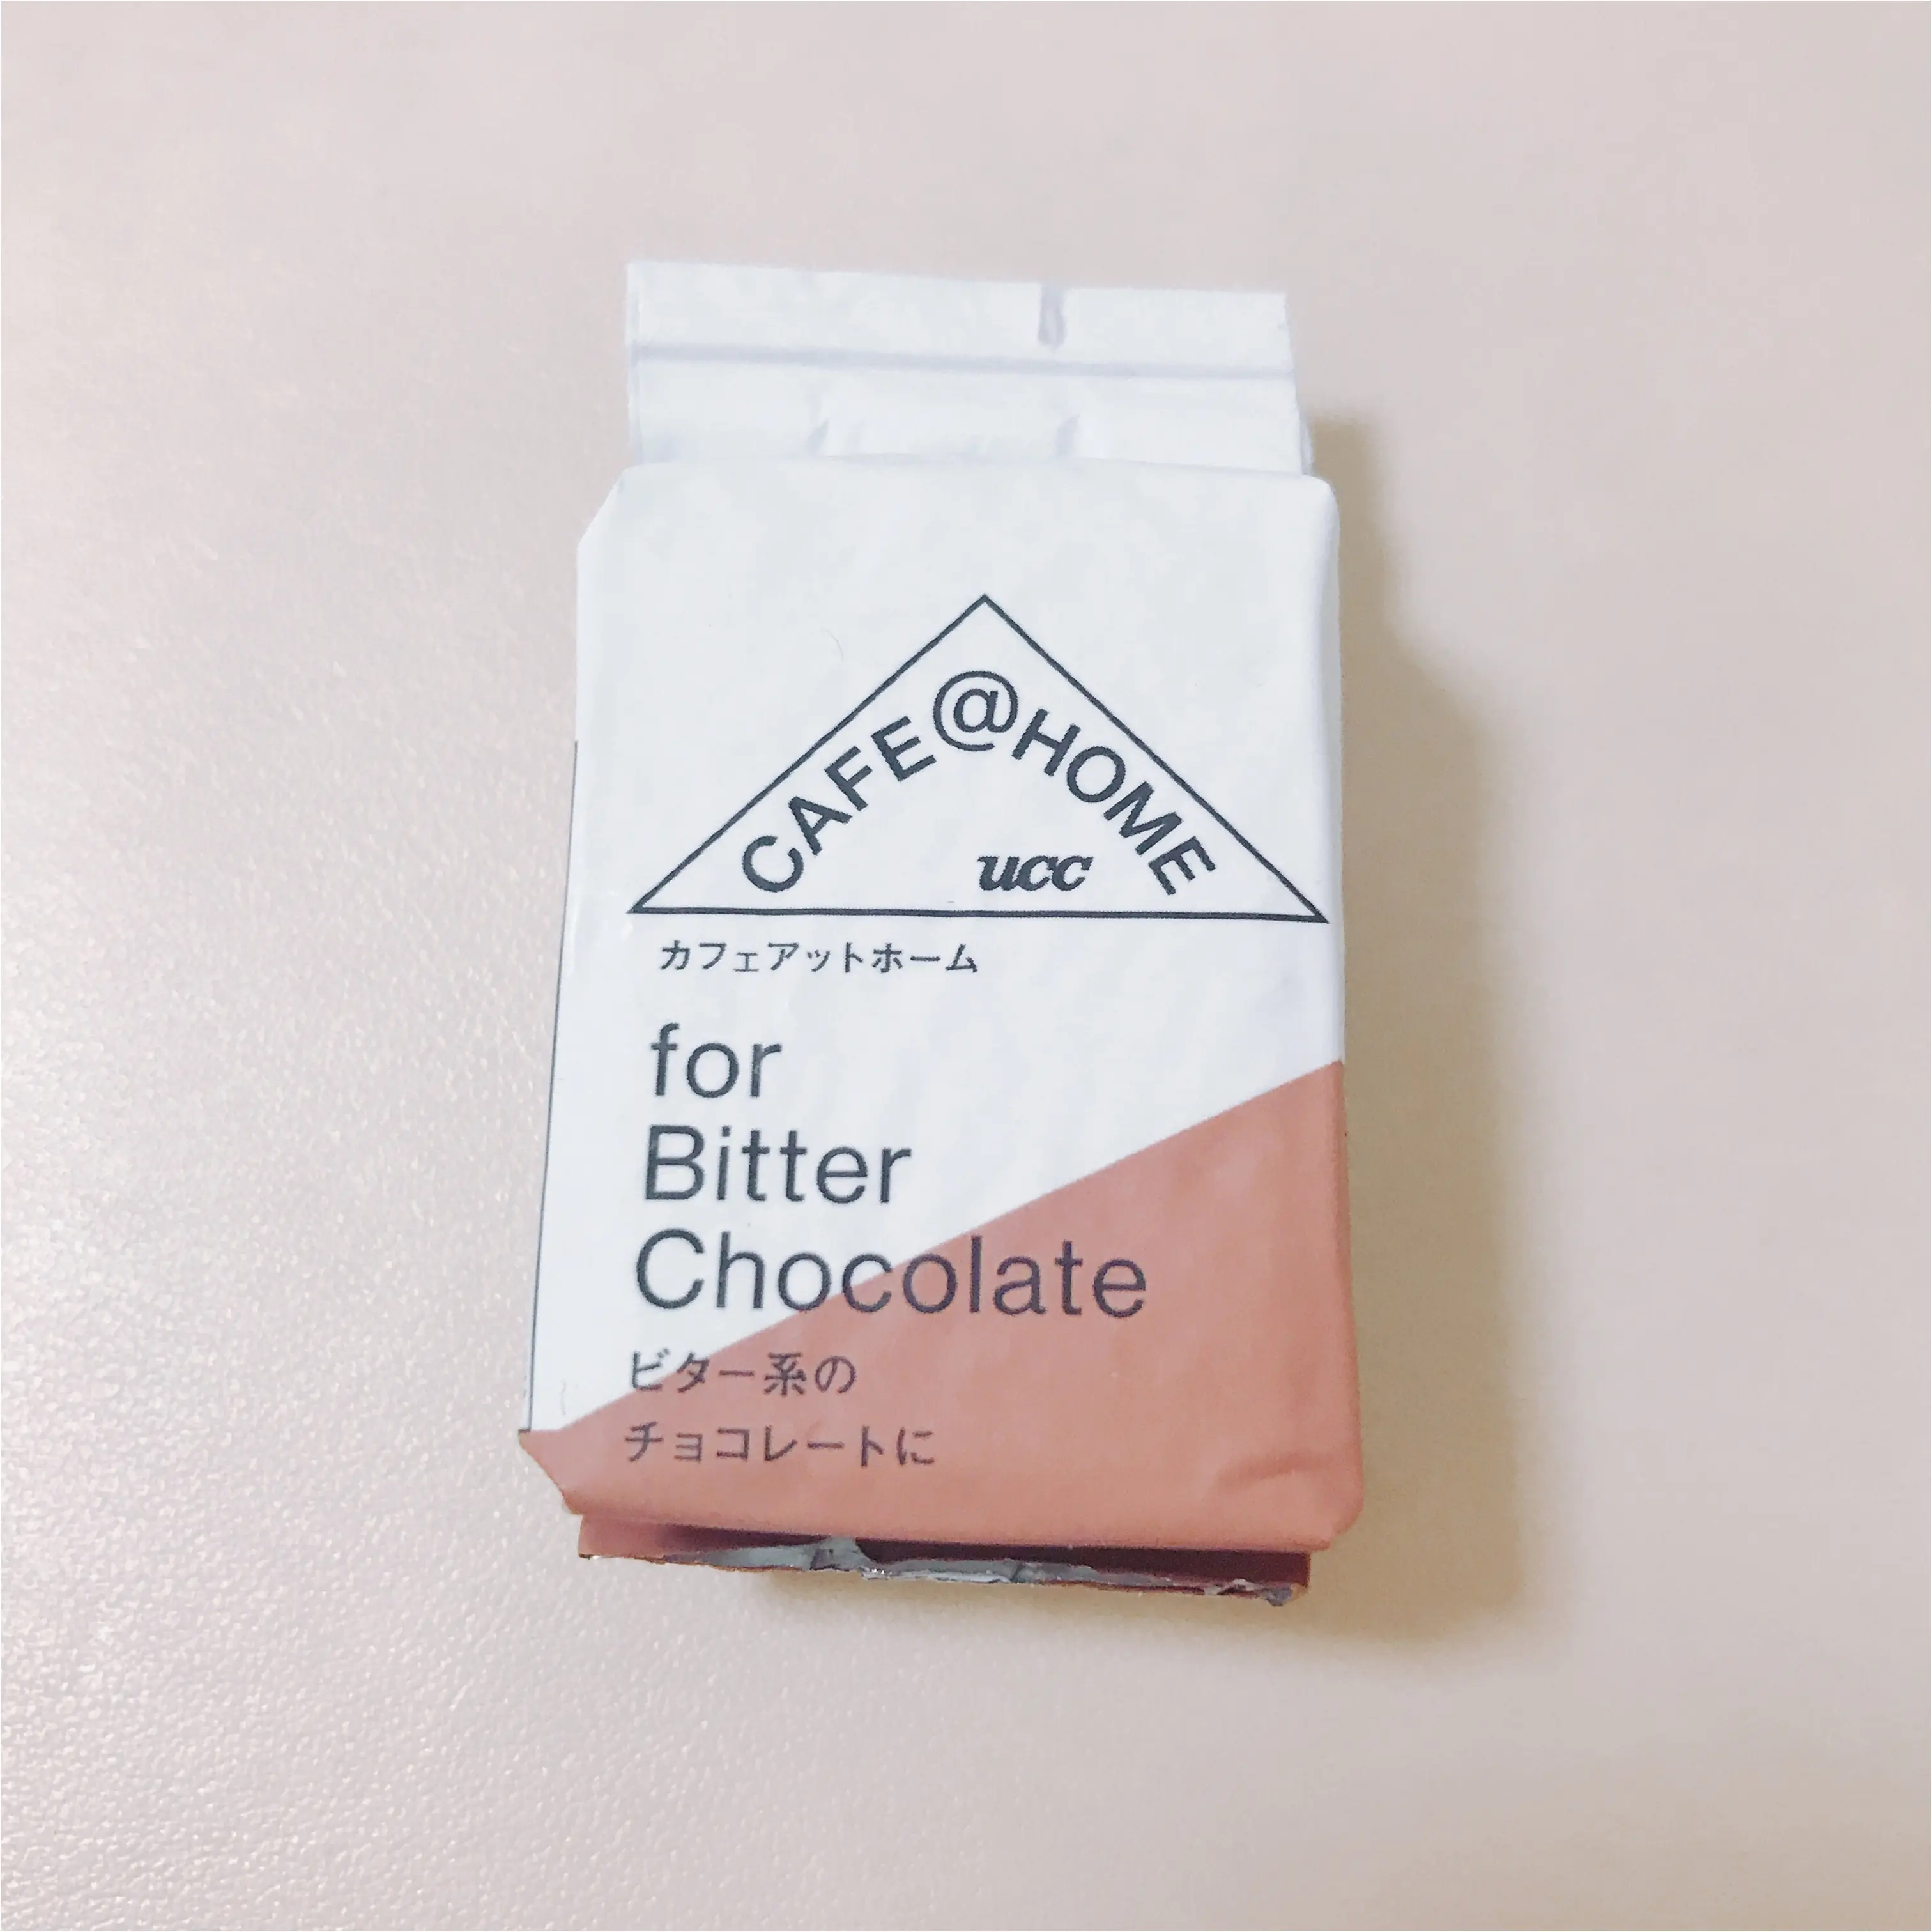 CAFE@HOME
ucc
カフェアットホーム
for
Bitter
Chocolate
ビター系の
チョコレートに